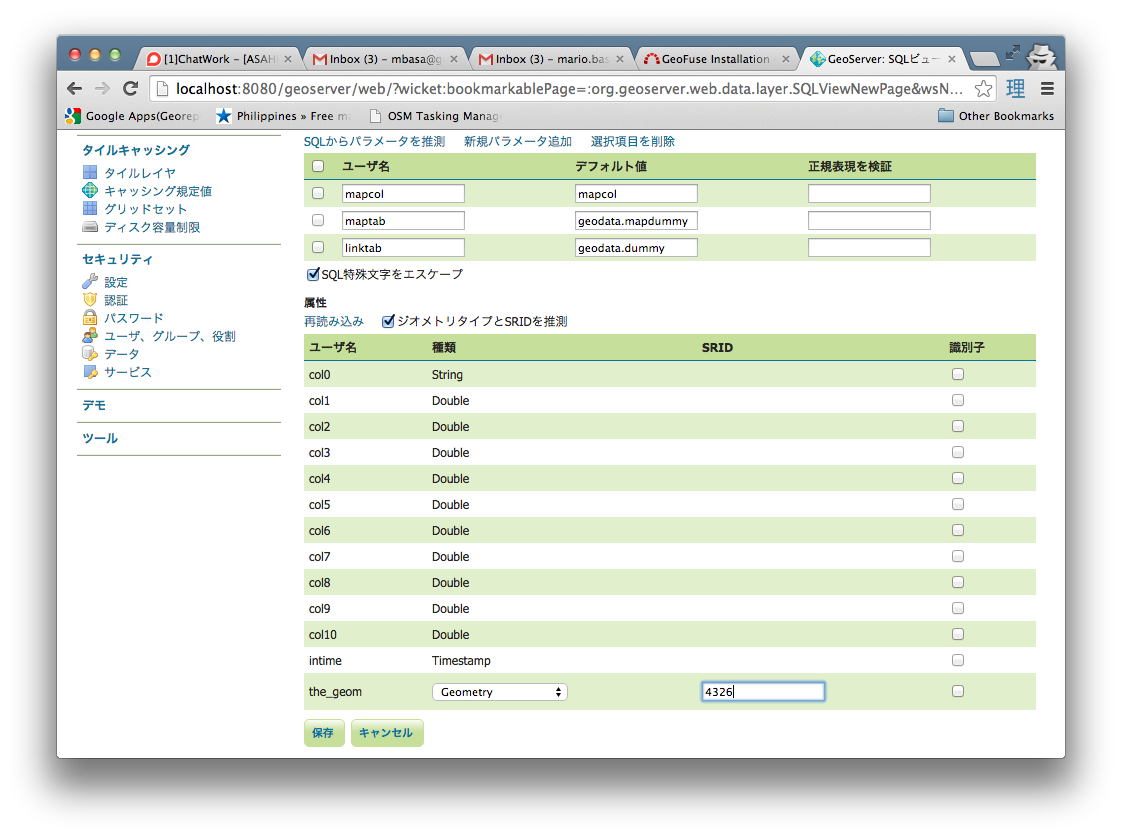 [1]ChatWork – [ASAH
Inbox (3) – mbasa@g
Inbox (3) – mario.bas
GeoFuse Installation
GeoServer: SQLビュー
localhost:8080/geoserver/web/?wicket:bookmarkablePage=:org.geoserver.web.data.layer.SQLViewNewPage&wsN...
理
Google Apps(Georep
Philippines » Free ma
OSM Tasking Manag
Other Bookmarks
タイルキャッシング
タイルレイヤ
キャッシング規定値
グリッドセット
ディスク容量制限
セキュリティ
設定
認証
パスワード
ユーザ、グループ、役割
データ
サービス
デモ
ツール
SQLからパラメータを推測 新規パラメータ追加 選択項目を削除
ユーザ名 デフォルト値 正規表現を検証
mapcol mapcol
maptab geodata.mapdummy
linktab geodata.dummy
SQL特殊文字をエスケープ
属性
再読み込み ジオメトリタイプとSRIDを推測
ユーザ名 種類 SRID 識別子
col0 String
col1 Double
col2 Double
col3 Double
col4 Double
col5 Double
col6 Double
col7 Double
col8 Double
col9 Double
col10 Double
intime Timestamp
the_geom Geometry 4326
保存 キャンセル